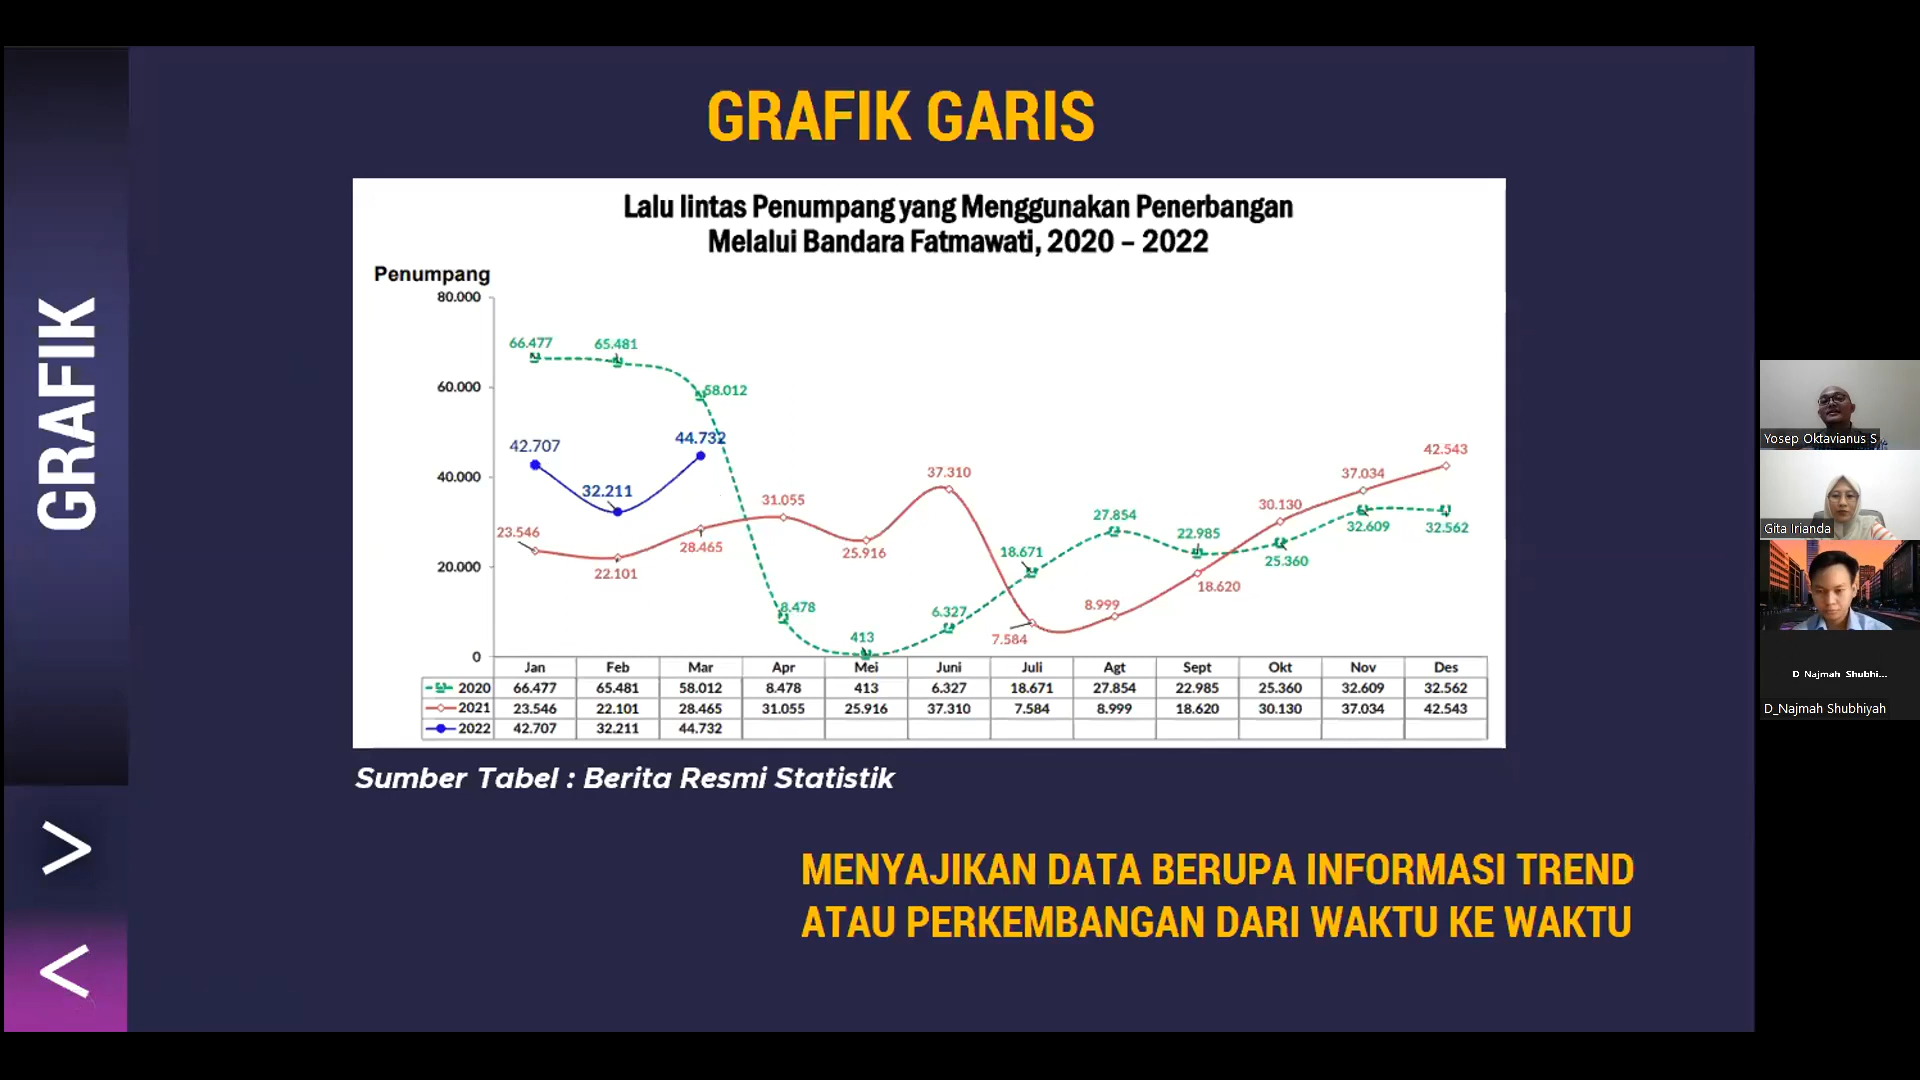 GRAFIK
GRAFIK GARIS
Lalu lintas Penumpang yang Menggunakan Penerbangan
Melalui Bandara Fatmawati, 2020 – 2022
Penumpang
80.000
60.000
40.000
20.000
0
66.477 65.481 58.012 8.478 413 6.327 18.671 27.854 22.985 25.360 32.609 32.562
23.546 22.101 28.465 31.055 25.916 37.310 7.584 8.999 18.620 30.130 37.034 42.543
42.707 32.211 44.732
Jan Feb Mar Apr Mei Juni Juli Agt Sept Okt Nov Des
2020 66.477 65.481 58.012 8.478 413 6.327 18.671 27.854 22.985 25.360 32.609 32.562
2021 23.546 22.101 28.465 31.055 25.916 37.310 7.584 8.999 18.620 30.130 37.034 42.543
2022 42.707 32.211 44.732
Sumber Tabel : Berita Resmi Statistik
MENYAJIKAN DATA BERUPA INFORMASI TREND
ATAU PERKEMBANGAN DARI WAKTU KE WAKTU
Yosep Oktavianus S
Gita Irianda
D Najmah Shubhi...
D_Najmah Shubhiyah